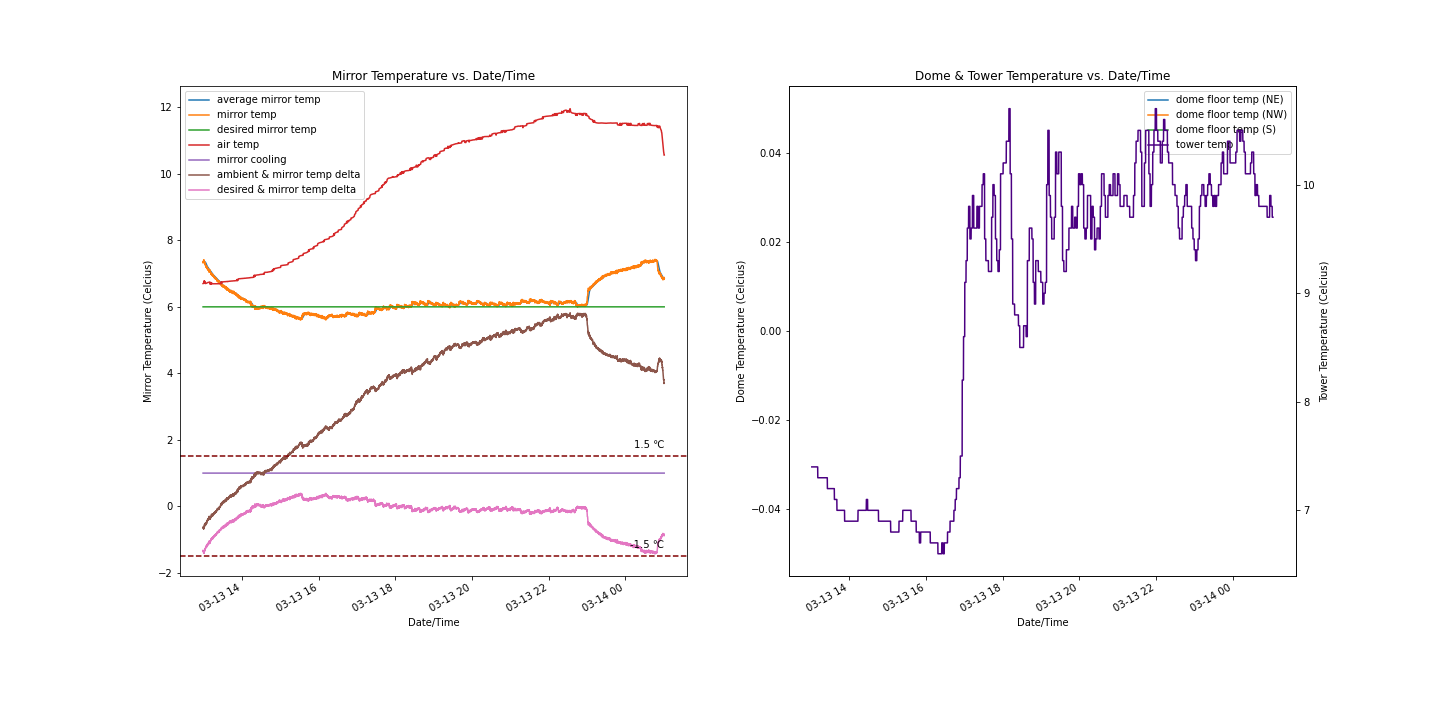 Mirror Temperature vs. Date/Time
average mirror temp
mirror temp
desired mirror temp
air temp
mirror cooling
ambient & mirror temp delta
desired & mirror temp delta
12
10
8
6
4
2
0
−2
Mirror Temperature (Celcius)
1.5 °C
-1.5 °C
03-13 14
03-13 16
03-13 18
03-13 20
03-13 22
03-14 00
Date/Time
Dome & Tower Temperature vs. Date/Time
dome floor temp (NE)
dome floor temp (NW)
dome floor temp (S)
tower temp
0.04
0.02
0.00
−0.02
−0.04
Dome Temperature (Celcius)
10
9
8
7
Tower Temperature (Celcius)
03-13 14
03-13 16
03-13 18
03-13 20
03-13 22
03-14 00
Date/Time